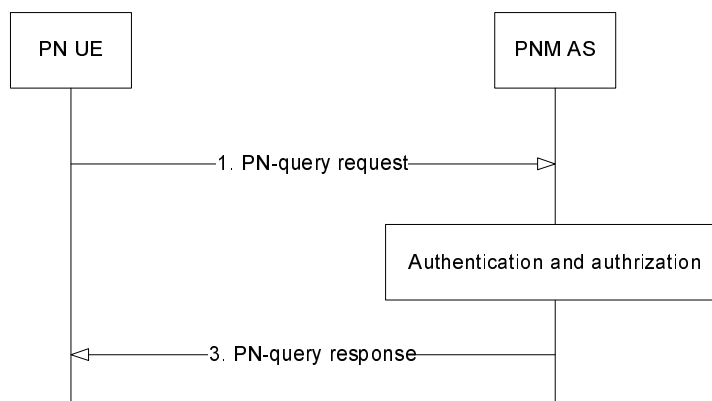 PN UE
PNM AS
1. PN-query request
Authentication and authrization
3. PN-query response